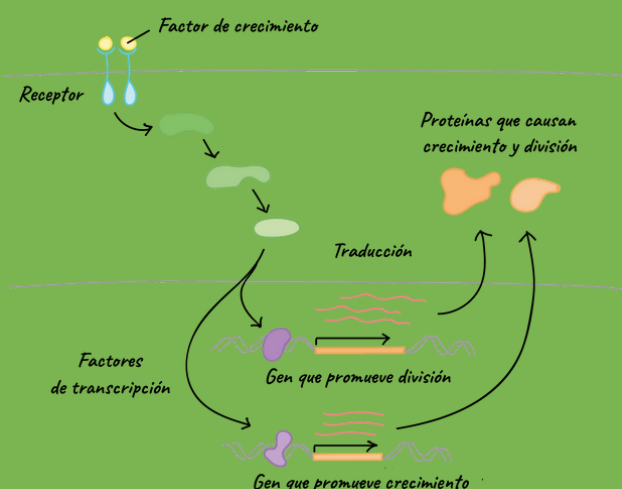 Factor de crecimiento
Receptor
Proteínas que causan
crecimiento y división
Traducción
Factores
de transcripción
Gen que promueve división
Gen que promueve crecimiento